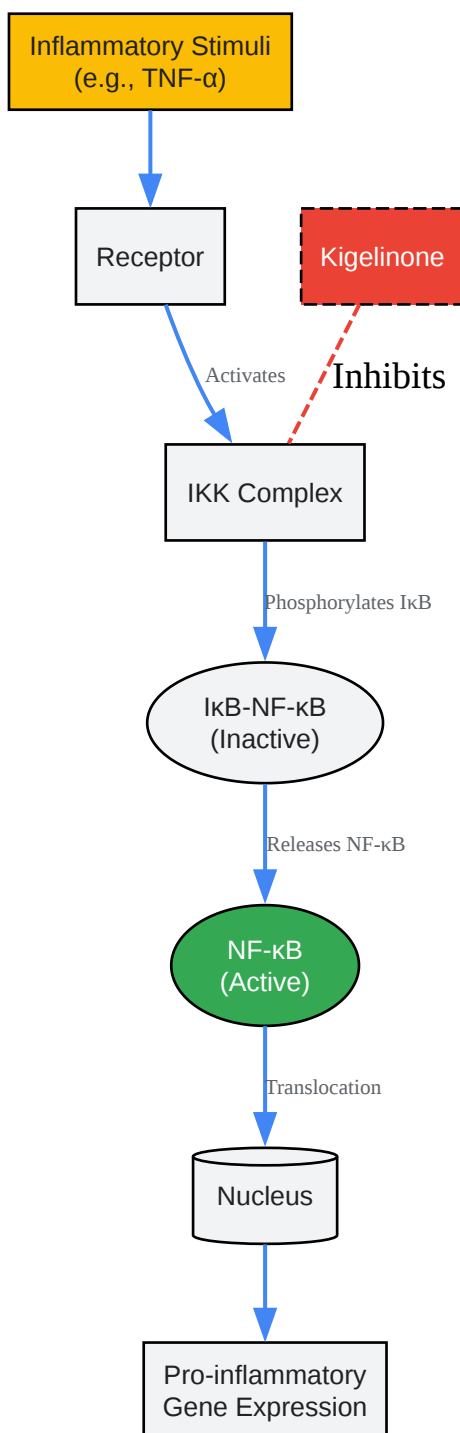 Inflammatory Stimuli
(e.g., TNF-α)
Receptor
Kigelinone
Activates
Inhibits
IKK Complex
Phosphorylates IκB
IκB-NF-κB
(Inactive)
Releases NF-κB
NF-κB
(Active)
Translocation
Nucleus
Pro-inflammatory
Gene Expression